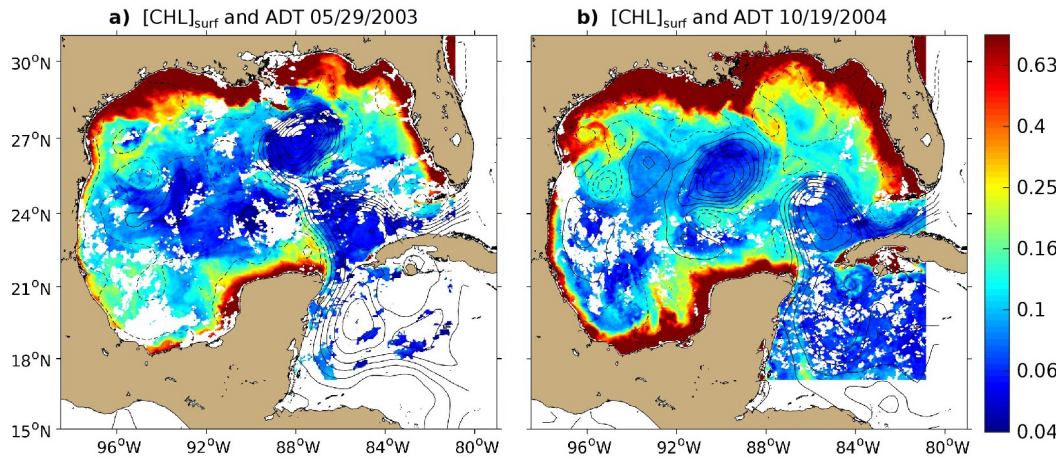 a) [CHL]surf and ADT 05/29/2003
b) [CHL]surf and ADT 10/19/2004
30°N
27°N
24°N
21°N
18°N
15°N
96°W 92°W 88°W 84°W 80°W
96°W 92°W 88°W 84°W 80°W
0.63
0.4
0.25
0.16
0.1
0.06
0.04